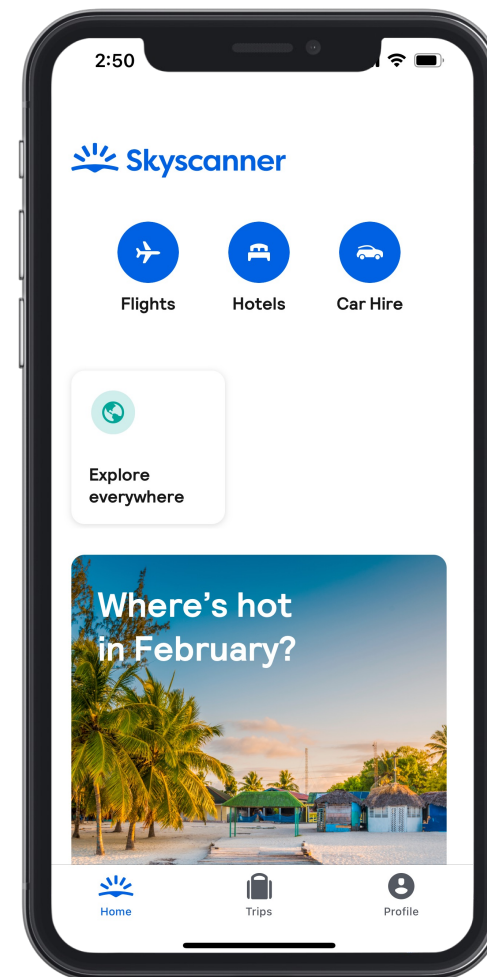 2:50
Skyscanner
Flights
Hotels
Car Hire
Explore
everywhere
Where’s hot
in February?
Home
Trips
Profile